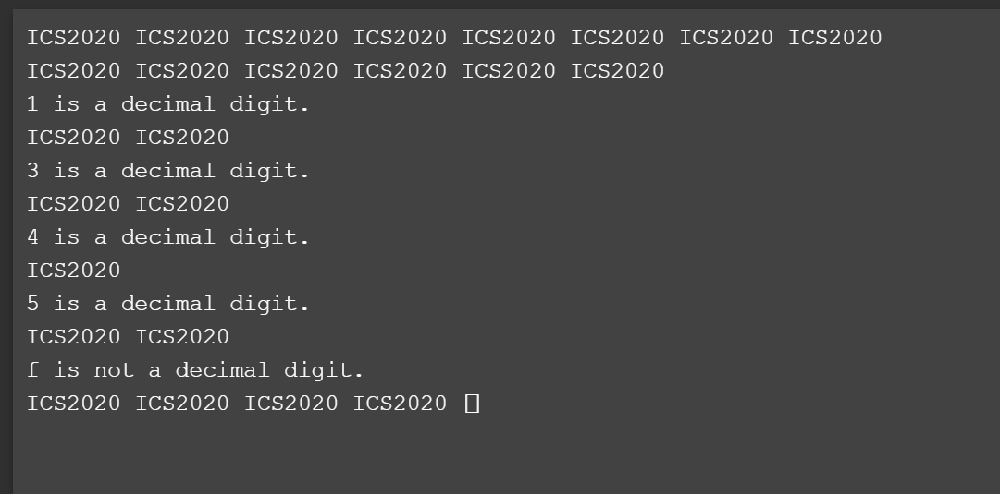 ICS2020 ICS2020 ICS2020 ICS2020 ICS2020 ICS2020 ICS2020 ICS2020
ICS2020 ICS2020 ICS2020 ICS2020 ICS2020 ICS2020
1 is a decimal digit.
ICS2020 ICS2020
3 is a decimal digit.
ICS2020 ICS2020
4 is a decimal digit.
ICS2020
5 is a decimal digit.
ICS2020 ICS2020
f is not a decimal digit.
ICS2020 ICS2020 ICS2020 ICS2020